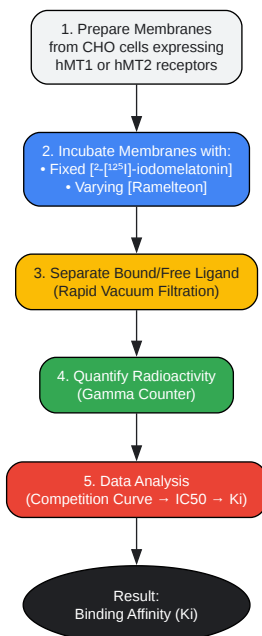 1. Prepare Membranes
from CHO cells expressing
hMT1 or hMT2 receptors
2. Incubate Membranes with:
• Fixed [²-[¹²⁵I]-iodomelatonin]
• Varying [Ramelteon]
3. Separate Bound/Free Ligand
(Rapid Vacuum Filtration)
4. Quantify Radioactivity
(Gamma Counter)
5. Data Analysis
(Competition Curve → IC50 → Ki)
Result:
Binding Affinity (Ki)